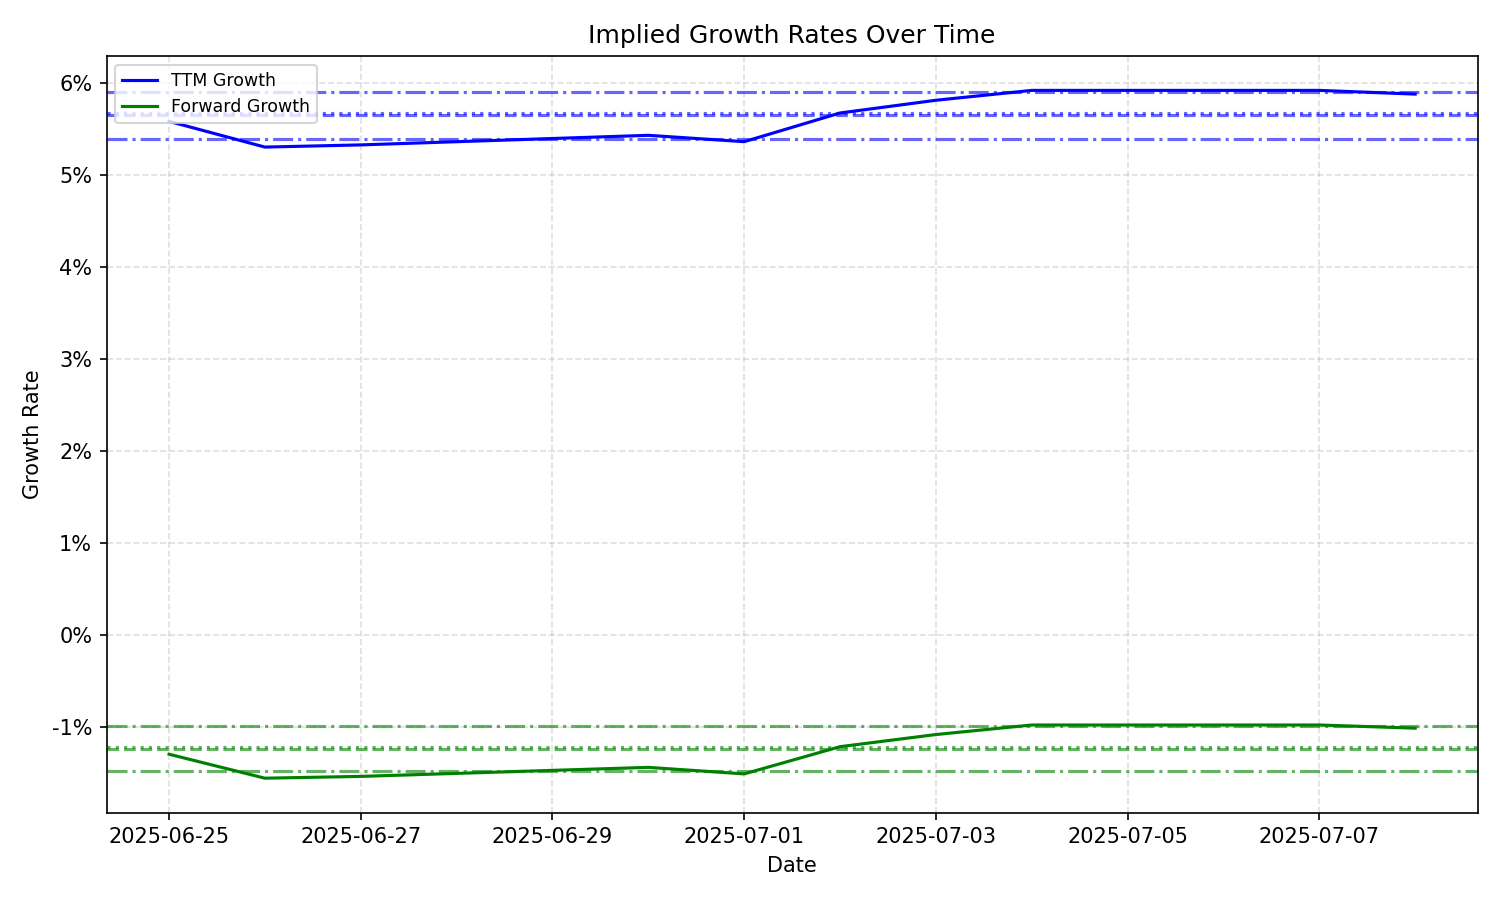 Implied Growth Rates Over Time
TTM Growth
Forward Growth
6%
5%
4%
3%
2%
1%
0%
-1%
Growth Rate
2025-06-25 2025-06-27 2025-06-29 2025-07-01 2025-07-03 2025-07-05 2025-07-07
Date